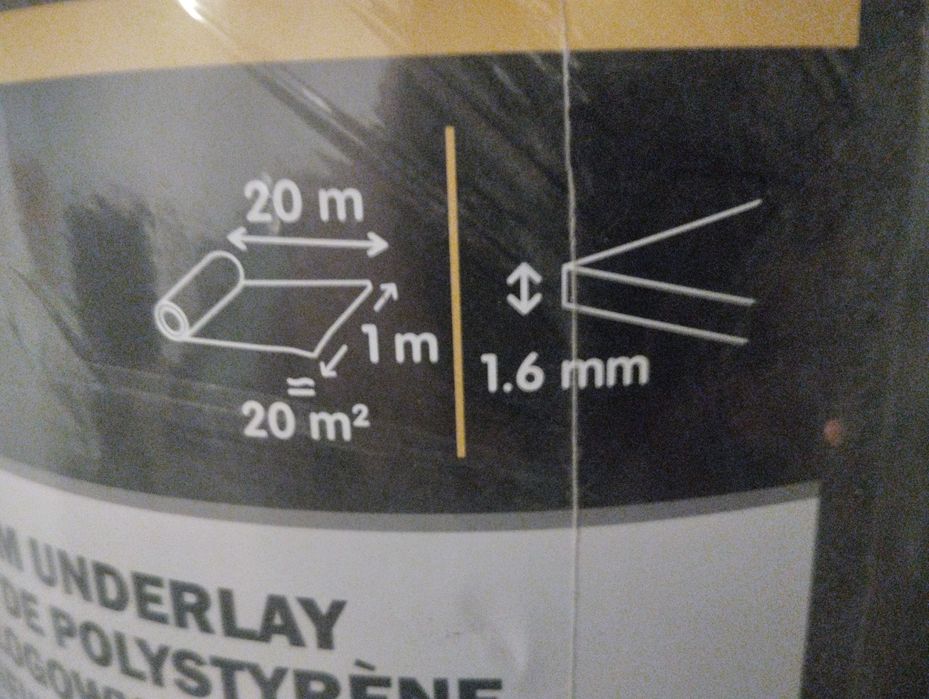 20 m
1 m
≈
20 m²
1.6 mm
UNDERLAY
DE POLYSTYRÈNE